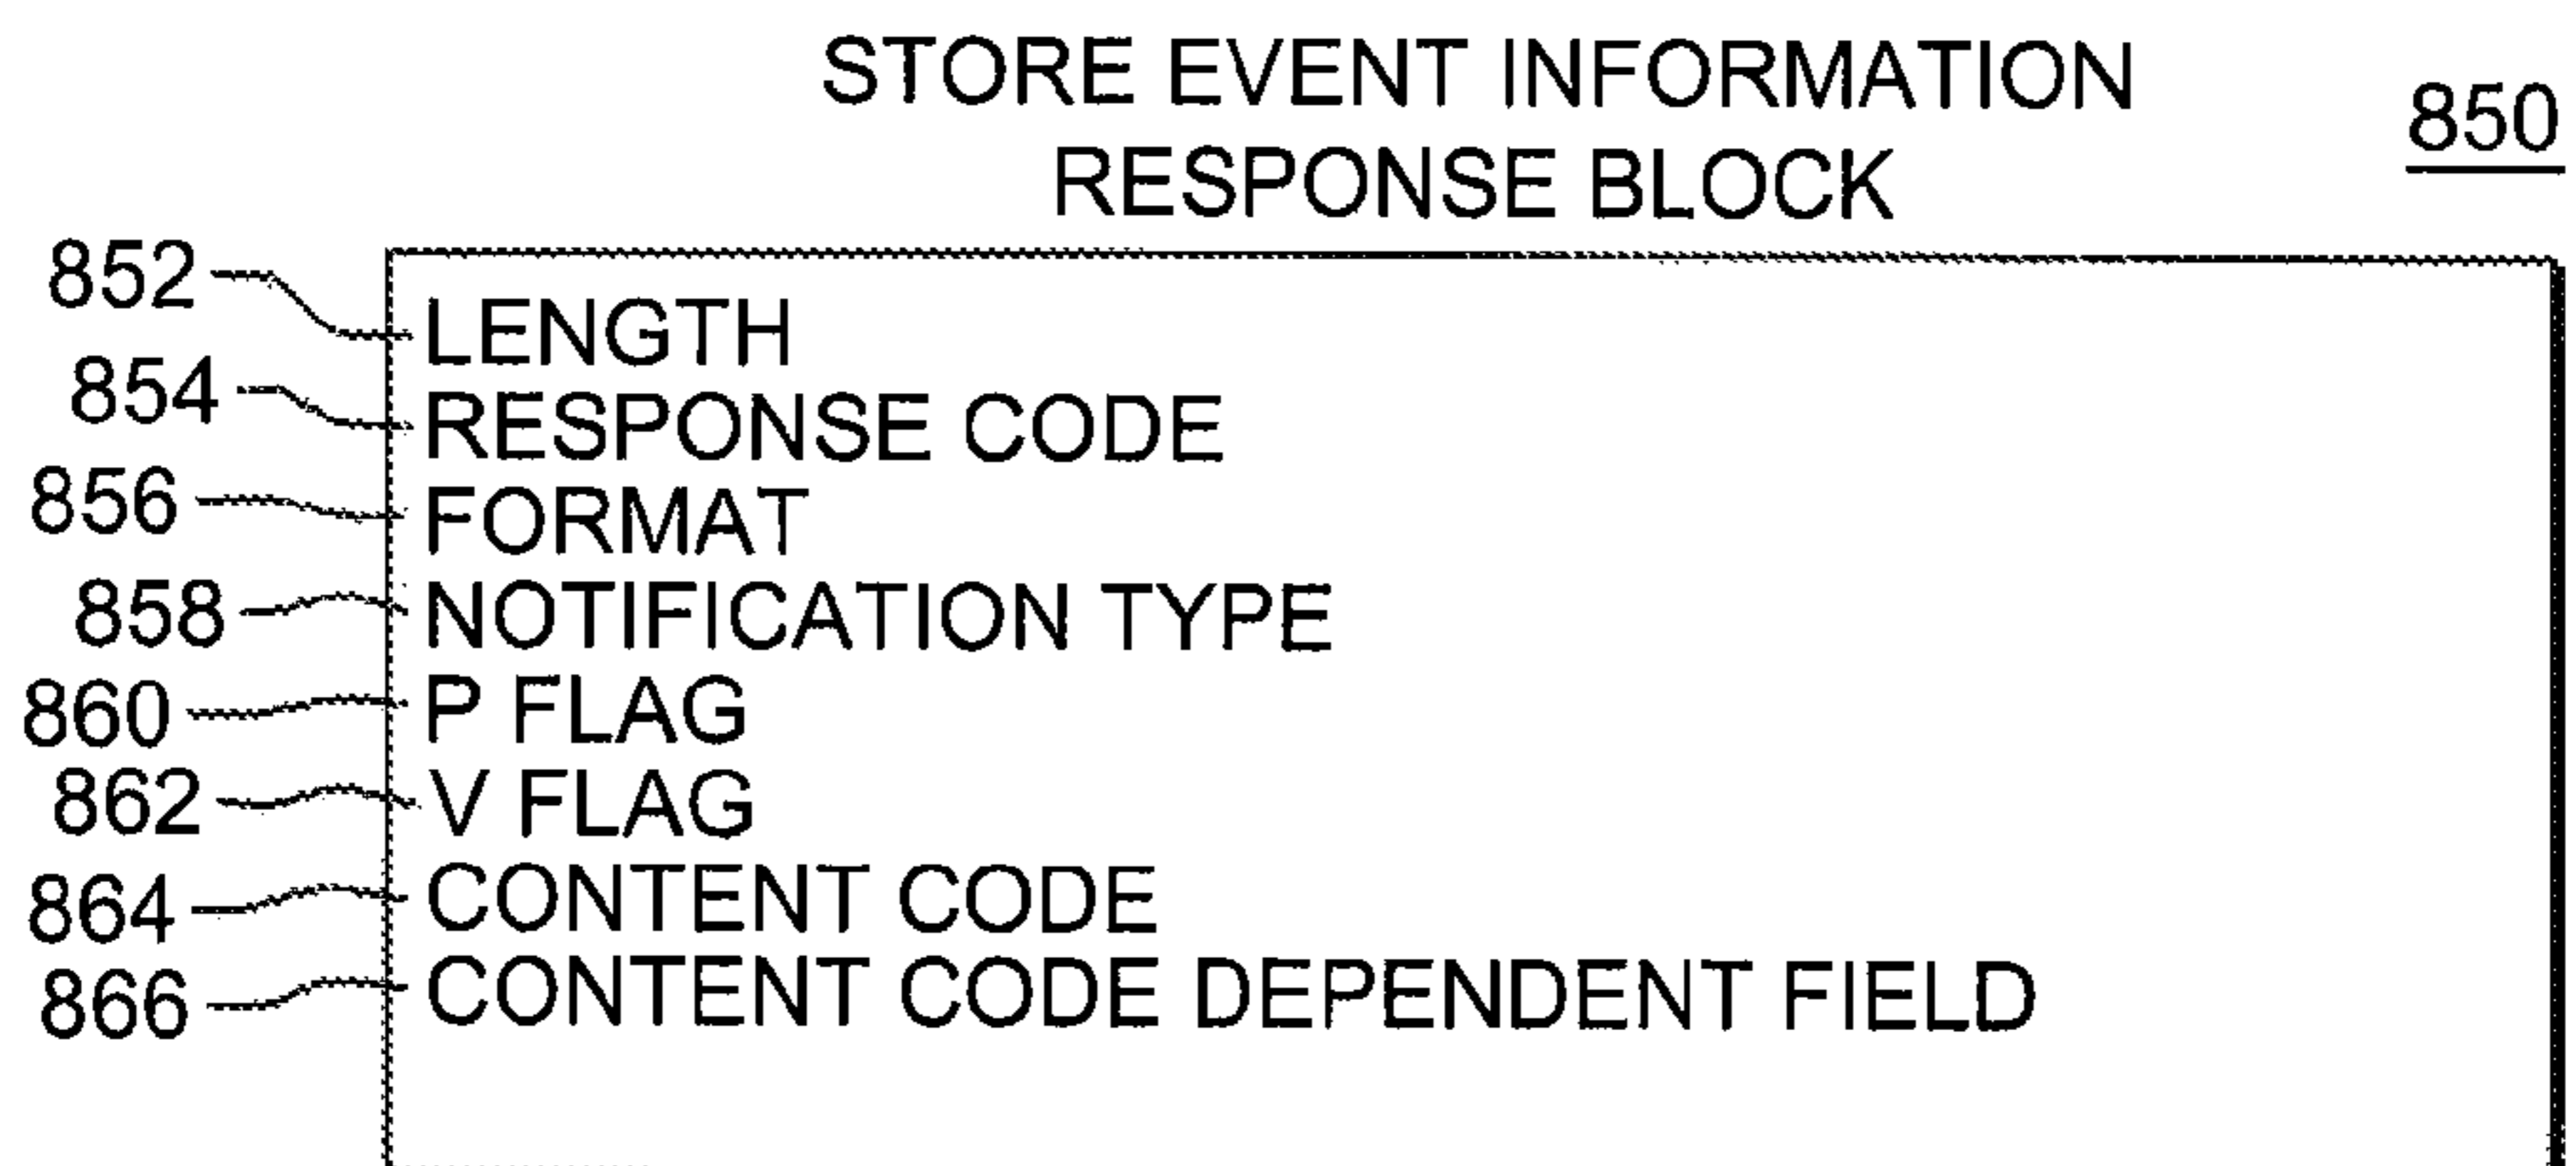 STORE EVENT INFORMATION
RESPONSE BLOCK
850
852 LENGTH
854 RESPONSE CODE
856 FORMAT
858 NOTIFICATION TYPE
860 P FLAG
862 V FLAG
864 CONTENT CODE
866 CONTENT CODE DEPENDENT FIELD